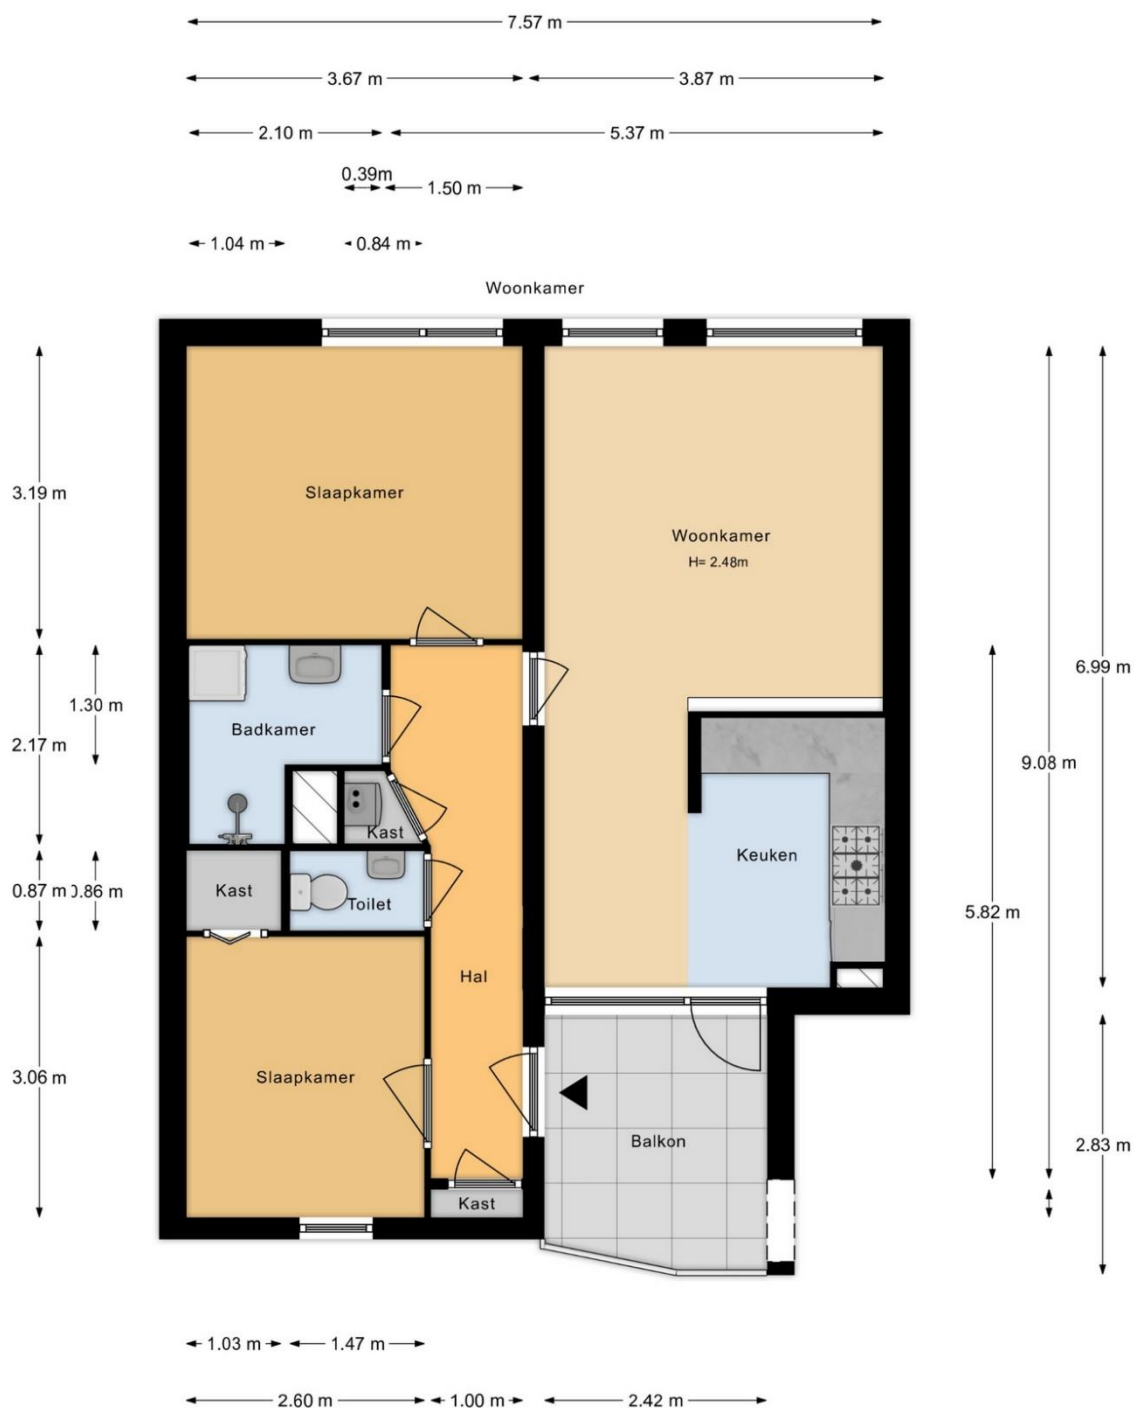 7.57 m
3.67 m
3.87 m
2.10 m
5.37 m
0.39m
1.50 m
1.04 m
0.84 m
Woonkamer
Slaapkamer
3.19 m
Woonkamer
H= 2.48m
6.99 m
1.30 m
Badkamer
2.17 m
9.08 m
Kast
Keuken
0.87 m
0.86 m
Kast
Toilet
5.82 m
Hal
3.06 m
Slaapkamer
Balkon
2.83 m
Kast
1.03 m
1.47 m
2.60 m
1.00 m
2.42 m